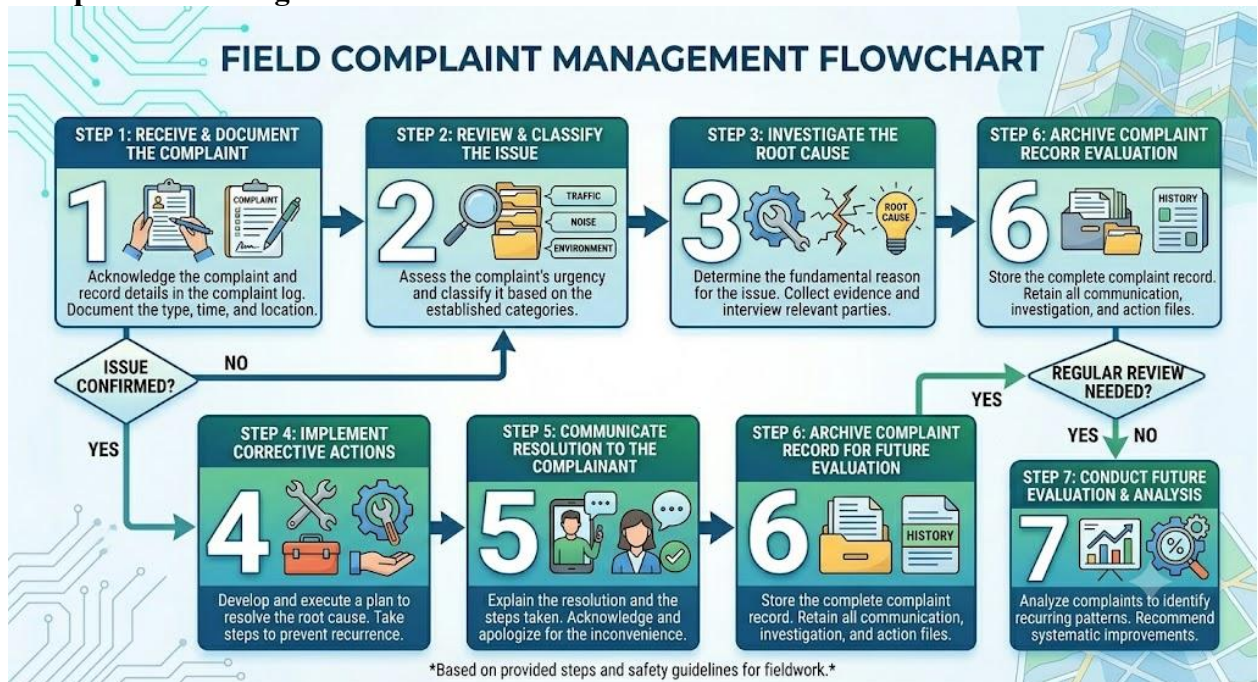 FIELD COMPLAINT MANAGEMENT FLOWCHART
STEP 1: RECEIVE & DOCUMENT
THE COMPLAINT
1
COMPLAINT
Acknowledge the complaint and
record details in the complaint log.
Document the type, time, and location.
STEP 2: REVIEW & CLASSIFY
THE ISSUE
2
TRAFFIC
NOISE
ENVIRONMENT
Assess the complaint's urgency
and classify it based on the
established categories.
STEP 3: INVESTIGATE THE
ROOT CAUSE
3
ROOT
CAUSE
Determine the fundamental reason
for the issue. Collect evidence and
interview relevant parties.
STEP 6: ARCHIVE COMPLAINT
RECORR EVALUATION
6
HISTORY
Store the complete complaint record.
Retain all communication,
investigation, and action files.
ISSUE
CONFIRMED?
NO
YES
REGULAR REVIEW
NEEDED?
YES
YES
NO
STEP 4: IMPLEMENT
CORRECTIVE ACTIONS
4
Develop and execute a plan to
resolve the root cause. Take
steps to prevent recurrence.
STEP 5: COMMUNICATE
RESOLUTION TO THE
COMPLAINANT
5
Explain the resolution and the
steps taken. Acknowledge and
apologize for the inconvenience.
STEP 6: ARCHIVE COMPLAINT
RECORD FOR FUTURE
EVALUATION
6
HISTORY
Store the complete complaint
record. Retain all communication,
investigation, and action files.
STEP 7: CONDUCT FUTURE
EVALUATION & ANALYSIS
7
%
Analyze complaints to identify
recurring patterns. Recommend
systematic improvements.
*Based on provided steps and safety guidelines for fieldwork.*